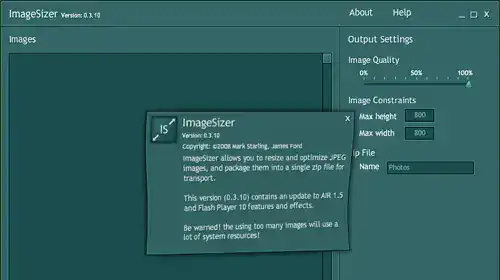 ImageSizer Version: 0.3.10
About Help
Images
Output Settings
Image Quality
0% 50% 100%
Image Constraints
Max height 800
Max width 800
ip File
Name Photos
IS
ImageSizer
Version: 0.3.10
Copyright: ©2008 Mark Starling, James Ford
ImageSizer allows you to resize and optimize JPEG
images, and package them into a single zip file for
transport.
This version (0.3.10) contains an update to AIR 1.5
and Flash Player 10 features and effects.
Be warned! the using too many images will use a
lot of system resources!